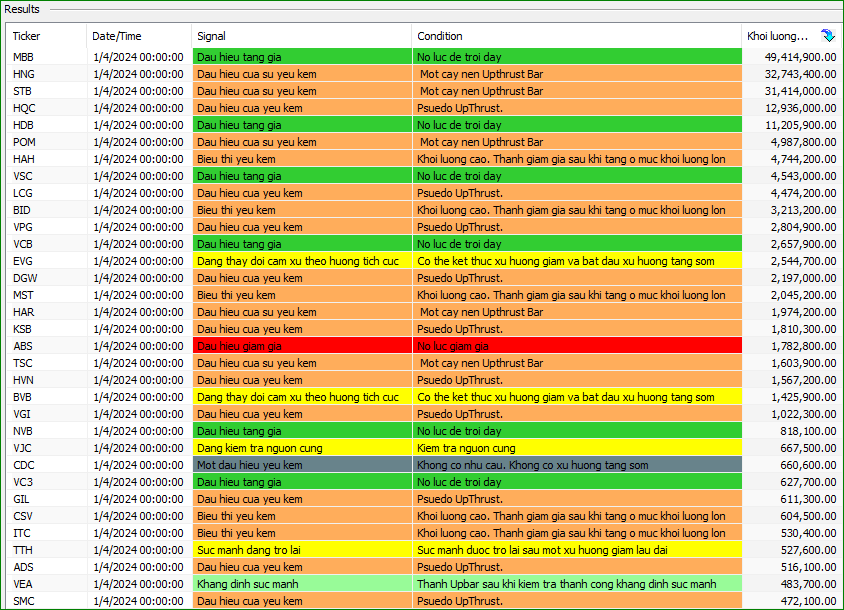 Results
Ticker Date/Time Signal Condition Khoi luong...
MBB 1/4/2024 00:00:00 Dau hieu tang gia No luc de troi day 49,414,900.00
HNG 1/4/2024 00:00:00 Dau hieu cua su yeu kem Mot cay nen Upthrust Bar 32,743,400.00
STB 1/4/2024 00:00:00 Dau hieu cua su yeu kem Mot cay nen Upthrust Bar 31,414,000.00
HQC 1/4/2024 00:00:00 Dau hieu cua yeu kem Psuedo UpThrust. 12,936,000.00
HDB 1/4/2024 00:00:00 Dau hieu tang gia No luc de troi day 11,205,900.00
POM 1/4/2024 00:00:00 Dau hieu cua su yeu kem Mot cay nen Upthrust Bar 4,987,800.00
HAH 1/4/2024 00:00:00 Bieu thi yeu kem Khoi luong cao. Thanh giam gia sau khi tang o muc khoi luong lon 4,744,200.00
VSC 1/4/2024 00:00:00 Dau hieu tang gia No luc de troi day 4,543,000.00
LCG 1/4/2024 00:00:00 Dau hieu cua yeu kem Psuedo UpThrust. 4,474,200.00
BID 1/4/2024 00:00:00 Bieu thi yeu kem Khoi luong cao. Thanh giam gia sau khi tang o muc khoi luong lon 3,213,200.00
VPG 1/4/2024 00:00:00 Dau hieu cua yeu kem Psuedo UpThrust. 2,804,900.00
VCB 1/4/2024 00:00:00 Dau hieu tang gia No luc de troi day 2,657,900.00
EVG 1/4/2024 00:00:00 Dang thay doi cam xu theo huong tich cuc Co the ket thuc xu huong giam va bat dau xu huong tang som 2,544,700.00
DGW 1/4/2024 00:00:00 Dau hieu cua yeu kem Psuedo UpThrust. 2,197,000.00
MST 1/4/2024 00:00:00 Bieu thi yeu kem Khoi luong cao. Thanh giam gia sau khi tang o muc khoi luong lon 2,045,200.00
HAR 1/4/2024 00:00:00 Dau hieu cua su yeu kem Mot cay nen Upthrust Bar 1,974,200.00
KSB 1/4/2024 00:00:00 Dau hieu cua yeu kem Psuedo UpThrust. 1,810,300.00
ABS 1/4/2024 00:00:00 Dau hieu giam gia No luc giam gia 1,782,800.00
TSC 1/4/2024 00:00:00 Dau hieu cua su yeu kem Mot cay nen Upthrust Bar 1,603,900.00
HVN 1/4/2024 00:00:00 Dau hieu cua yeu kem Psuedo UpThrust. 1,567,200.00
BVB 1/4/2024 00:00:00 Dang thay doi cam xu theo huong tich cuc Co the ket thuc xu huong giam va bat dau xu huong tang som 1,425,900.00
VGI 1/4/2024 00:00:00 Dau hieu cua yeu kem Psuedo UpThrust. 1,022,300.00
NVB 1/4/2024 00:00:00 Dau hieu tang gia No luc de troi day 818,100.00
VJC 1/4/2024 00:00:00 Dang kiem tra nguon cung Kiem tra nguon cung 667,500.00
CDC 1/4/2024 00:00:00 Mot dau hieu yeu kem Khong co nhu cau. Khong co xu huong tang som 660,600.00
VC3 1/4/2024 00:00:00 Dau hieu tang gia No luc de troi day 627,700.00
GIL 1/4/2024 00:00:00 Dau hieu cua yeu kem Psuedo UpThrust. 611,300.00
CSV 1/4/2024 00:00:00 Bieu thi yeu kem Khoi luong cao. Thanh giam gia sau khi tang o muc khoi luong lon 604,500.00
ITC 1/4/2024 00:00:00 Bieu thi yeu kem Khoi luong cao. Thanh giam gia sau khi tang o muc khoi luong lon 530,400.00
TTH 1/4/2024 00:00:00 Suc manh dang tro lai Suc manh duoc tro lai sau mot xu huong giam lau dai 527,600.00
ADS 1/4/2024 00:00:00 Dau hieu cua yeu kem Psuedo UpThrust. 516,100.00
VEA 1/4/2024 00:00:00 Khang dinh suc manh Thanh Upbar sau khi kiem tra thanh cong khang dinh suc manh 483,700.00
SMC 1/4/2024 00:00:00 Dau hieu cua yeu kem Psuedo UpThrust. 472,100.00